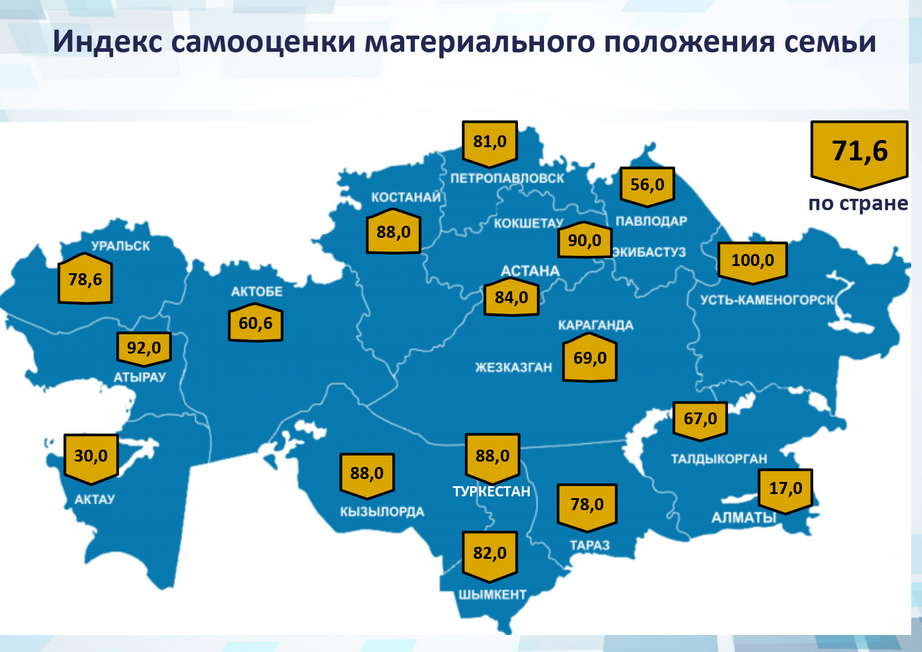 Индекс самооценки материального положения семьи
71,6
по стране
81,0
ПЕТРОПАВЛОВСК
КОСТАНАЙ
88,0
56,0
ПАВЛОДАР
КОКШЕТАУ
90,0
ЭКИБАСТУЗ
УРАЛЬСК
78,6
АКТОБЕ
60,6
АСТАНА
84,0
100,0
УСТЬ-КАМЕНОГОРСК
92,0
АТЫРАУ
КАРАГАНДА
ЖЕЗКАЗГАН
69,0
67,0
ТАЛДЫКОРГАН
30,0
АКТАУ
88,0
КЫЗЫЛОРДА
88,0
ТУРКЕСТАН
78,0
ТАРАЗ
17,0
АЛМАТЫ
82,0
ШЫМКЕНТ